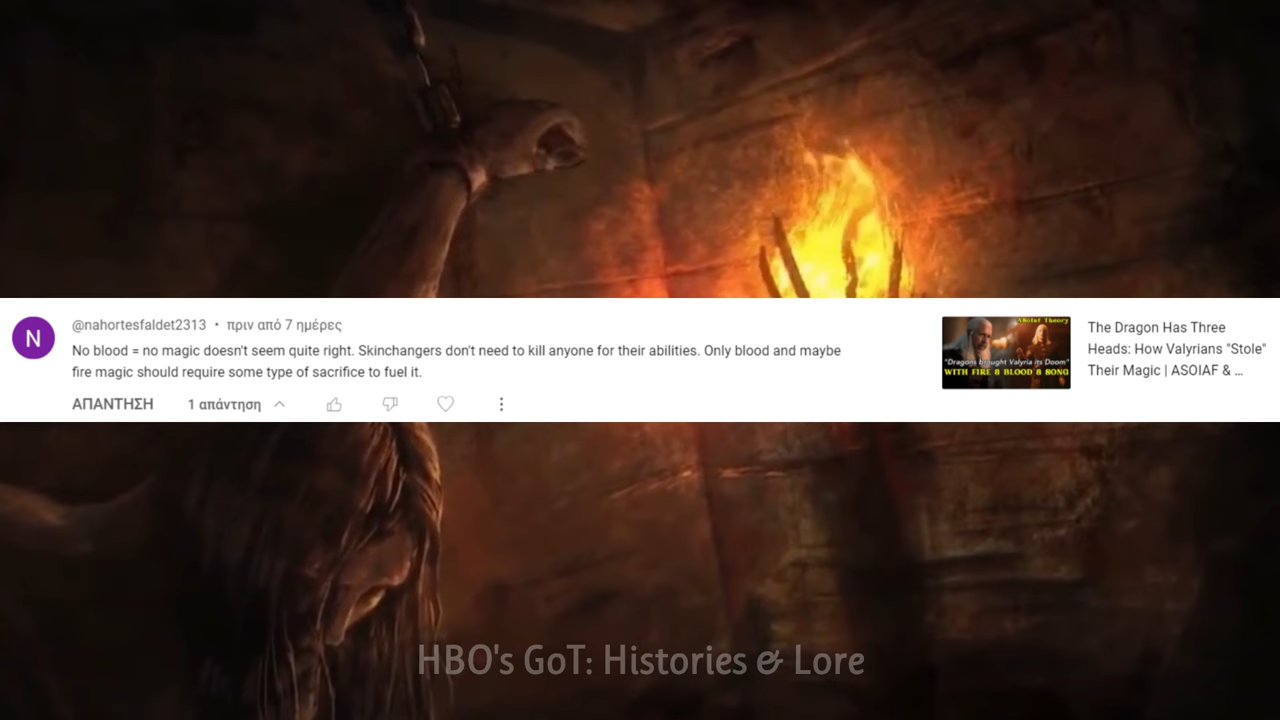 N
@nahortesfaldet2313 • πριν από 7 ημέρες
No blood = no magic doesn't seem quite right. Skinchangers don't need to kill anyone for their abilities. Only blood and maybe
fire magic should require some type of sacrifice to fuel it.
ΑΠΑΝΤΗΣΗ 1 απάντηση
ASoIaF Theory
"Dragons brought Valyria its Doom"
WITH FIRE & BLOOD & SONG
The Dragon Has Three
Heads: How Valyrians "Stole"
Their Magic | ASOIAF & ...
HBO's GoT: Histories & Lore